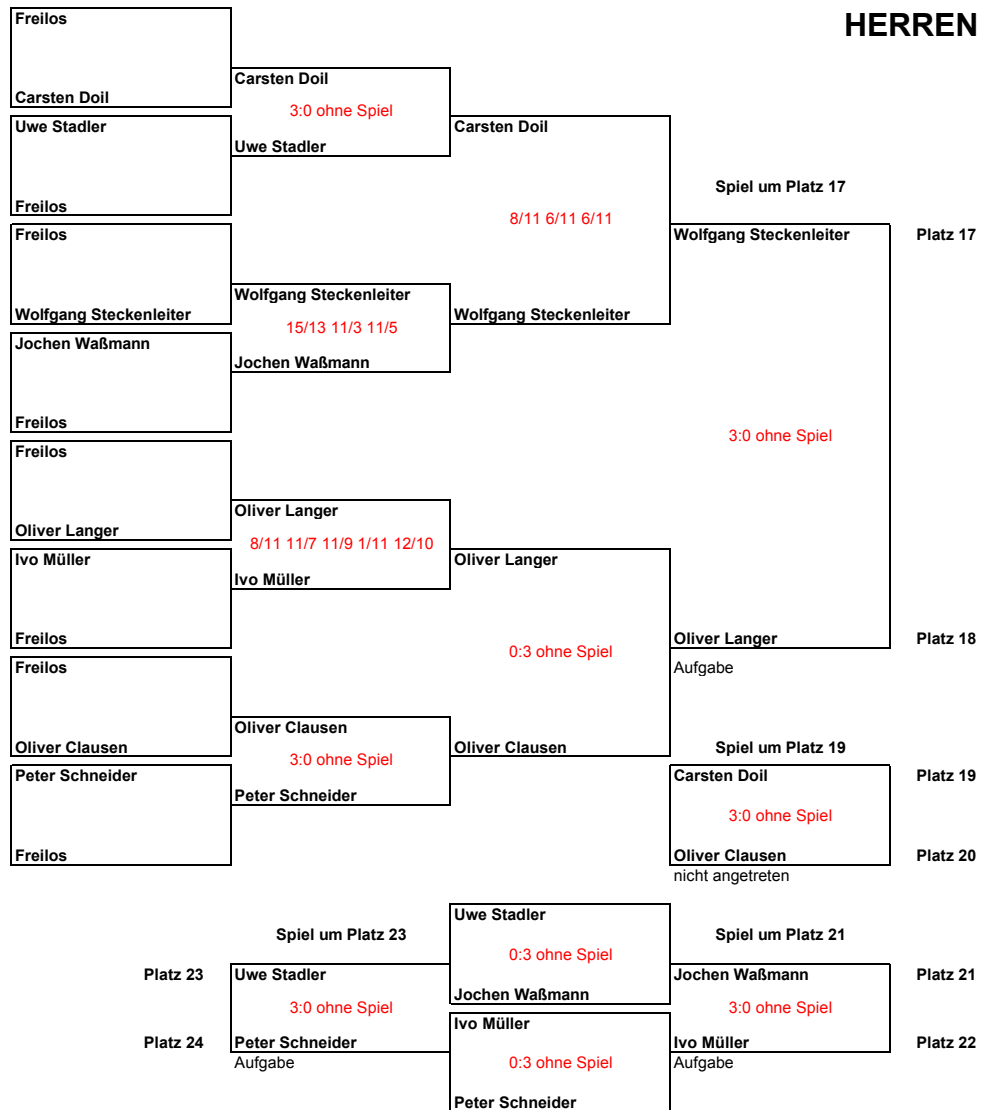 Freilos
HERREN
Carsten Doil
Carsten Doil
3:0 ohne Spiel
Uwe Stadler
Carsten Doil
Uwe Stadler
Spiel um Platz 17
Freilos
8/11 6/11 6/11
Freilos
Wolfgang Steckenleiter
Platz 17
Wolfgang Steckenleiter
Wolfgang Steckenleiter
Wolfgang Steckenleiter
15/13 11/3 11/5
Jochen Waßmann
Jochen Waßmann
Freilos
3:0 ohne Spiel
Freilos
Oliver Langer
Oliver Langer
8/11 11/7 11/9 1/11 12/10
Ivo Müller
Oliver Langer
Ivo Müller
Freilos
Oliver Langer
Platz 18
0:3 ohne Spiel
Freilos
Aufgabe
Oliver Clausen
Oliver Clausen
Oliver Clausen
Spiel um Platz 19
3:0 ohne Spiel
Peter Schneider
Carsten Doil
Platz 19
Peter Schneider
3:0 ohne Spiel
Freilos
Oliver Clausen
Platz 20
nicht angetreten
Uwe Stadler
Spiel um Platz 23
Spiel um Platz 21
0:3 ohne Spiel
Platz 23
Uwe Stadler
Jochen Waßmann
Platz 21
Jochen Waßmann
3:0 ohne Spiel
3:0 ohne Spiel
Ivo Müller
Platz 24
Peter Schneider
Ivo Müller
Platz 22
Aufgabe
0:3 ohne Spiel
Aufgabe
Peter Schneider